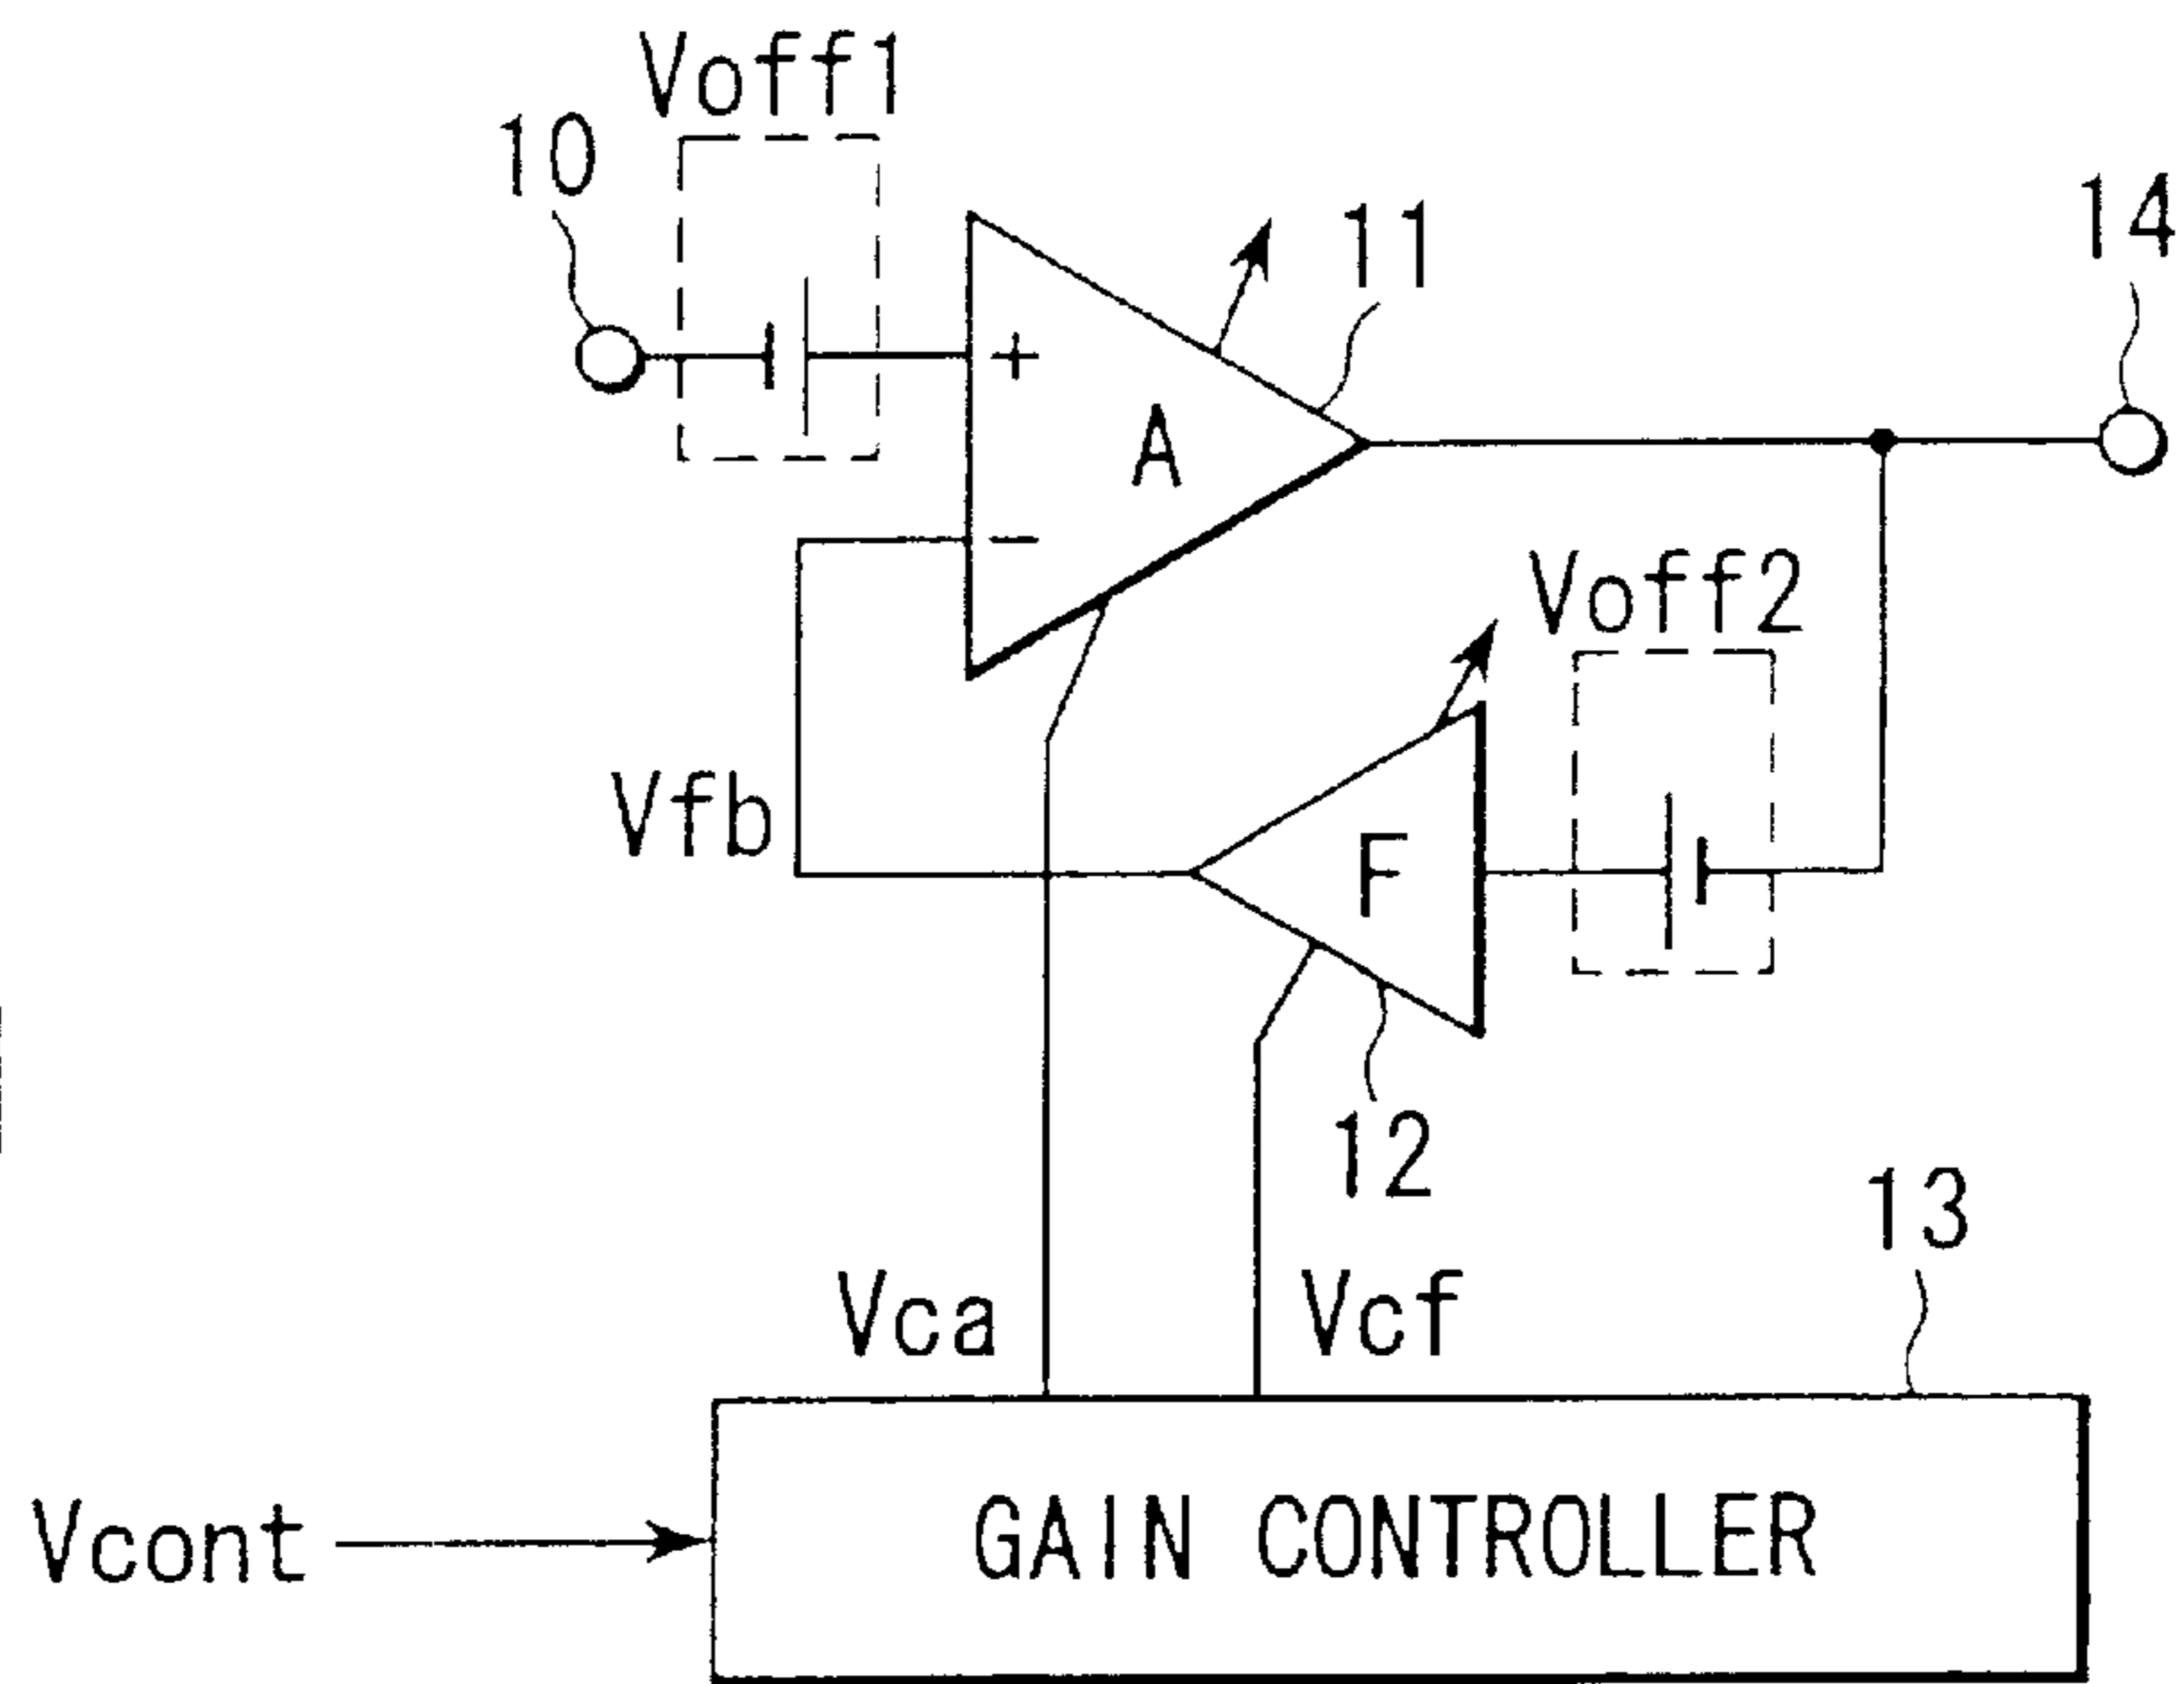 Voff1
10
11
14
+
A
−
Voff2
Vfb
F
12
13
Vca
Vcf
Vcont
GAIN CONTROLLER